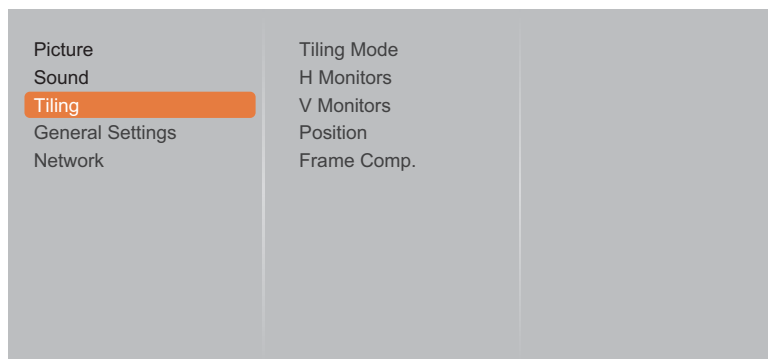 Picture
Sound
Tiling
General Settings
Network
Tiling Mode
H Monitors
V Monitors
Position
Frame Comp.